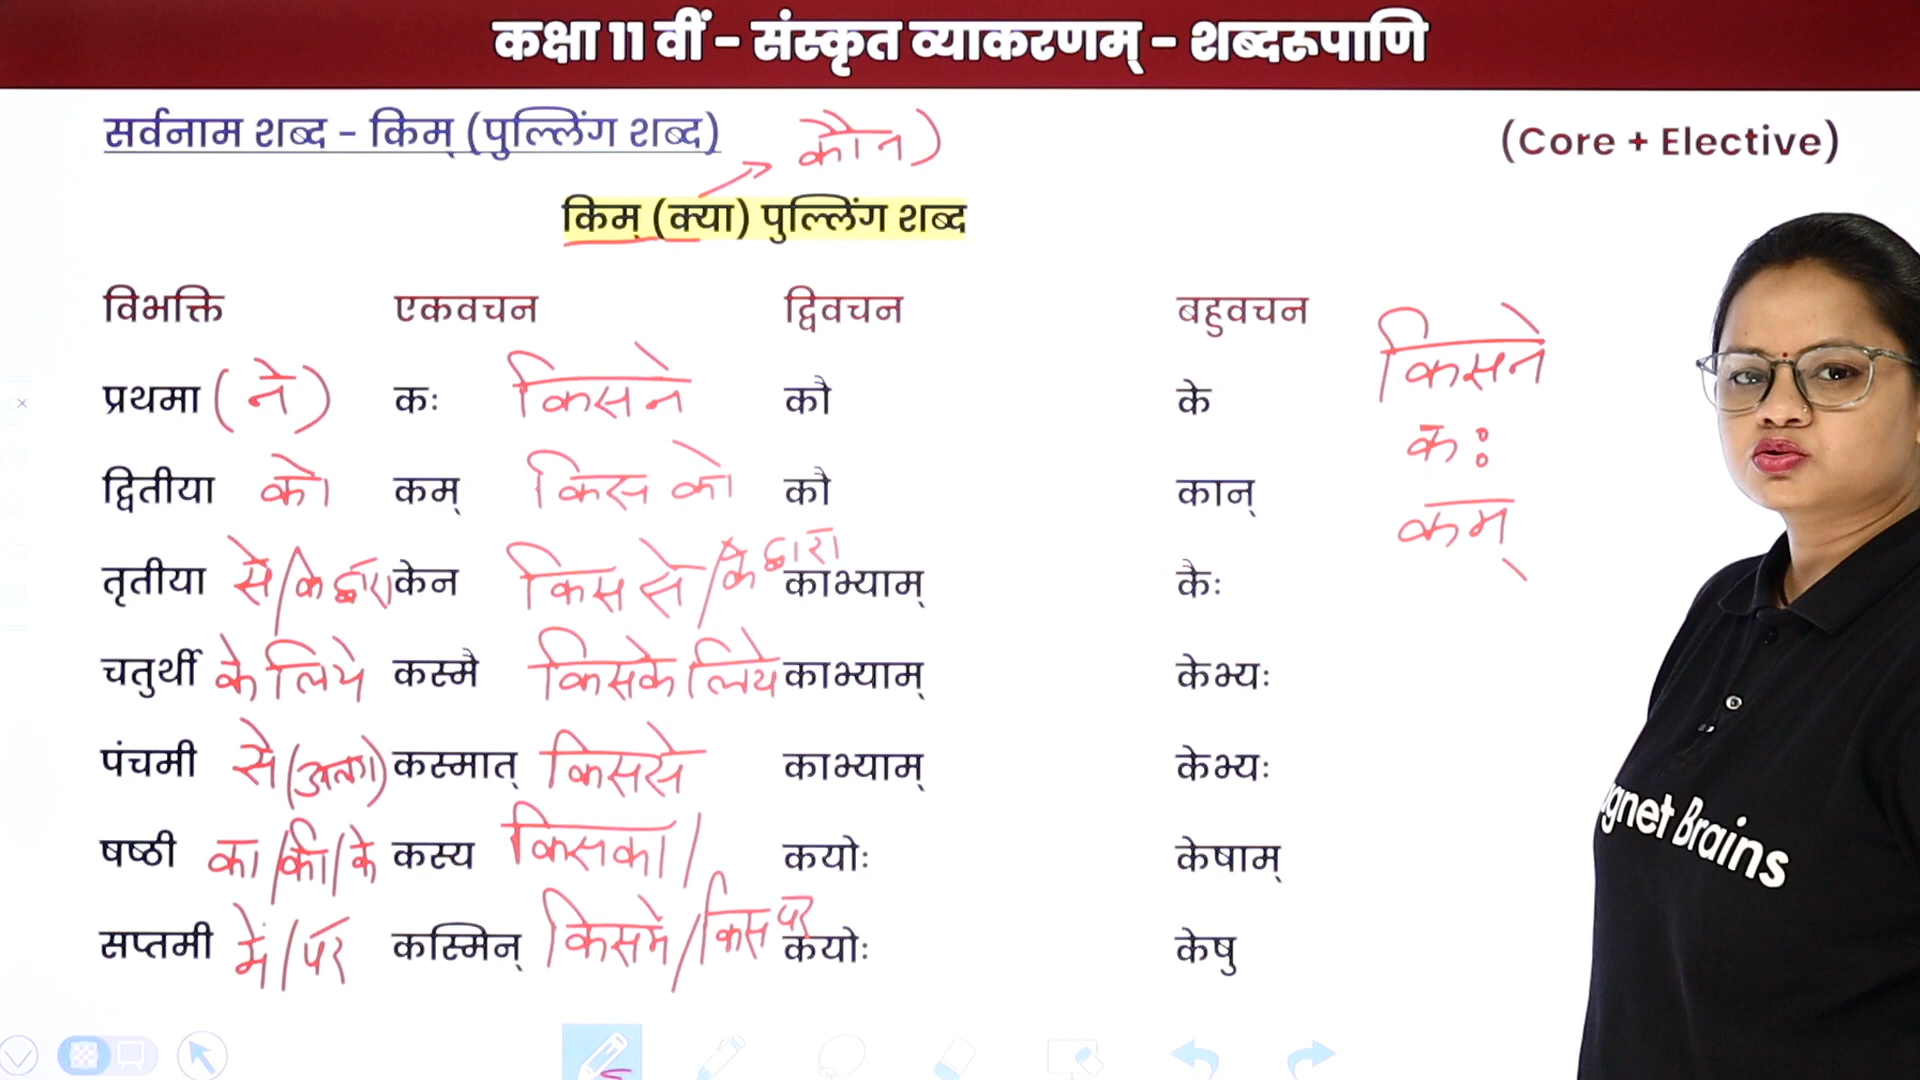 कक्षा 11 वीं - संस्कृत व्याकरणम् - शब्दरूपाणि
सर्वनाम शब्द - किम् (पुल्लिंग शब्द) कौन)
(Core + Elective)
किम् (क्या) पुल्लिंग शब्द
विभक्ति एकवचन द्विवचन बहुवचन
प्रथमा (ने) कः किसने कौ के किसने
कः
द्वितीया को कम् किस को कौ कान् कम्
तृतीया से/के द्वारा केन किस से/के द्वारा काभ्याम् कैः
चतुर्थी के लिये कस्मै किसके लिये काभ्याम् केभ्यः
पंचमी से (अलग) कस्मात् किससे काभ्याम् केभ्यः
षष्ठी का/की/के कस्य किसका/ कयोः केषाम्
सप्तमी में/पर कस्मिन् किसमें/किस पर कयोः केषु
gnet Brains